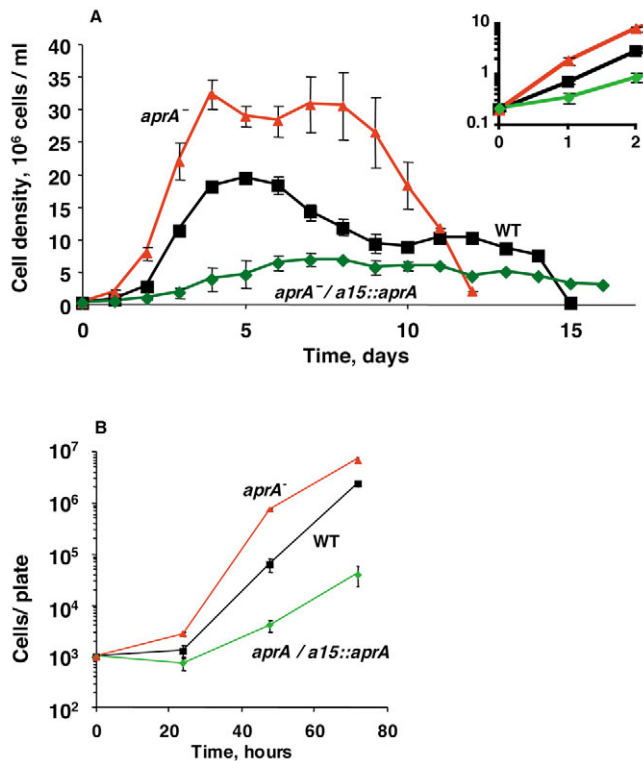 A
Cell density, 10⁶ cells / ml
40
35
30
25
20
15
10
5
0
0
5
10
15
Time, days
aprA⁻
WT
aprA⁻/ a15::aprA
10
1
0.1
0
1
2
B
Cells/ plate
10⁷
10⁶
10⁵
10⁴
10³
10²
0
20
40
60
80
Time, hours
aprA⁻
WT
aprA / a15::aprA